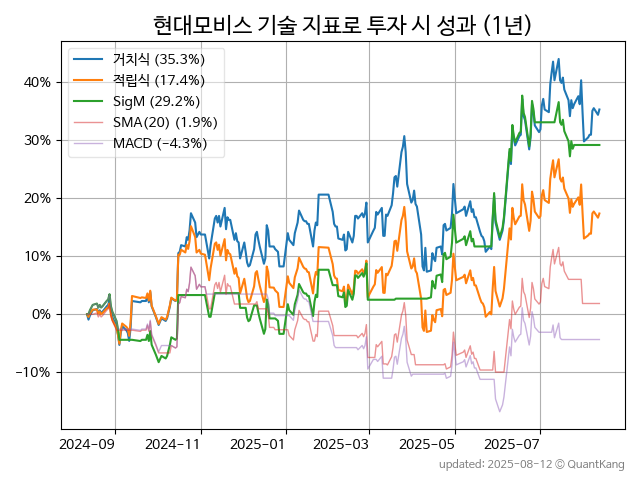 현대모비스 기술 지표로 투자 시 성과 (1년)
거치식 (35.3%)
적립식 (17.4%)
SigM (29.2%)
SMA(20) (1.9%)
MACD (−4.3%)
40%
30%
20%
10%
0%
−10%
2024-09 2024-11 2025-01 2025-03 2025-05 2025-07
updated: 2025-08-12 © QuantKang